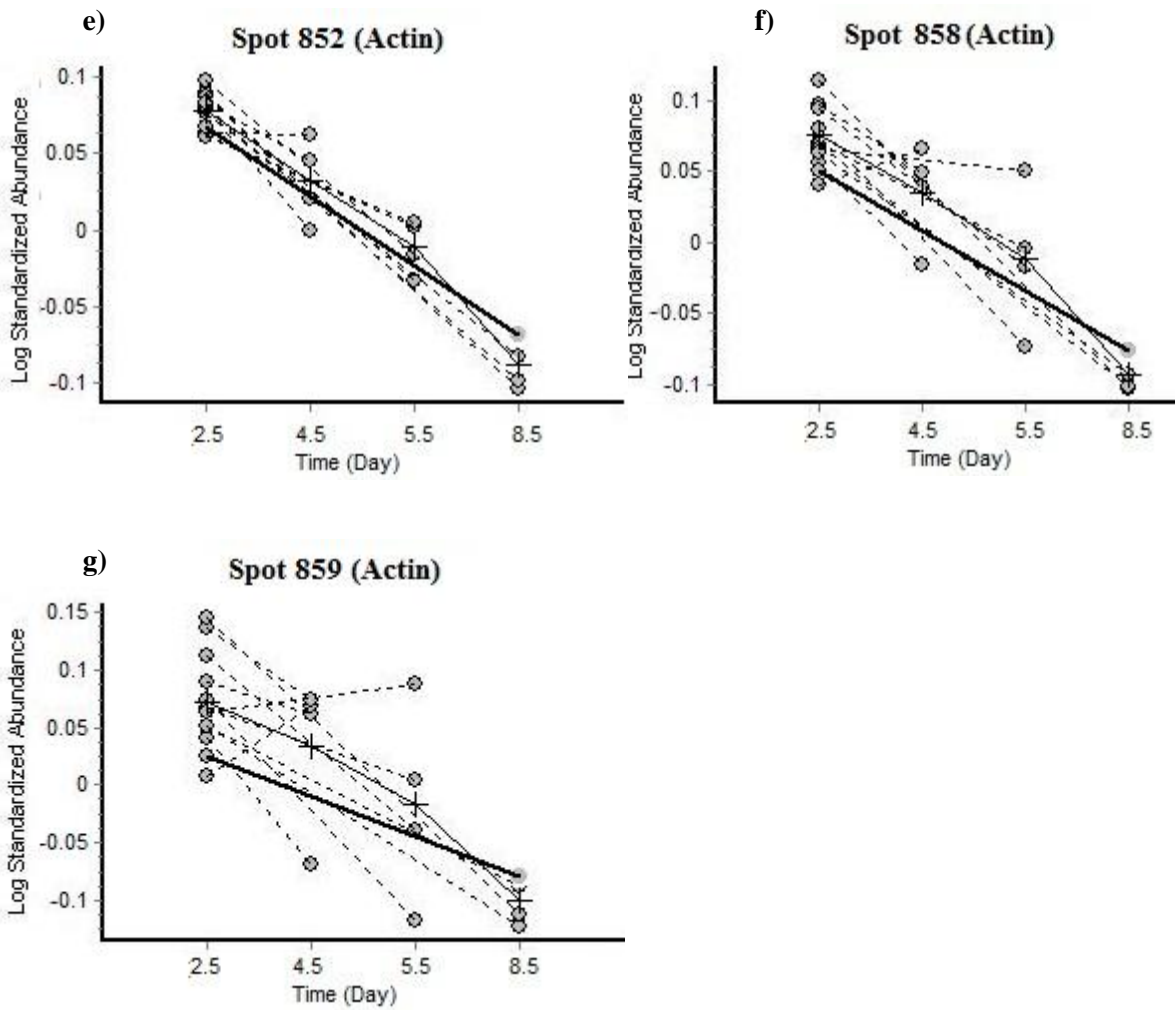 e)
Spot 852 (Actin)
Log Standardized Abundance
0.1
0.05
0
-0.05
-0.1
2.5 4.5 5.5 8.5
Time (Day)
f)
Spot 858 (Actin)
Log Standardized Abundance
0.1
0.05
0
-0.05
-0.1
2.5 4.5 5.5 8.5
Time (Day)
g)
Spot 859 (Actin)
Log Standardized Abundance
0.15
0.1
0.05
0
-0.05
-0.1
2.5 4.5 5.5 8.5
Time (Day)